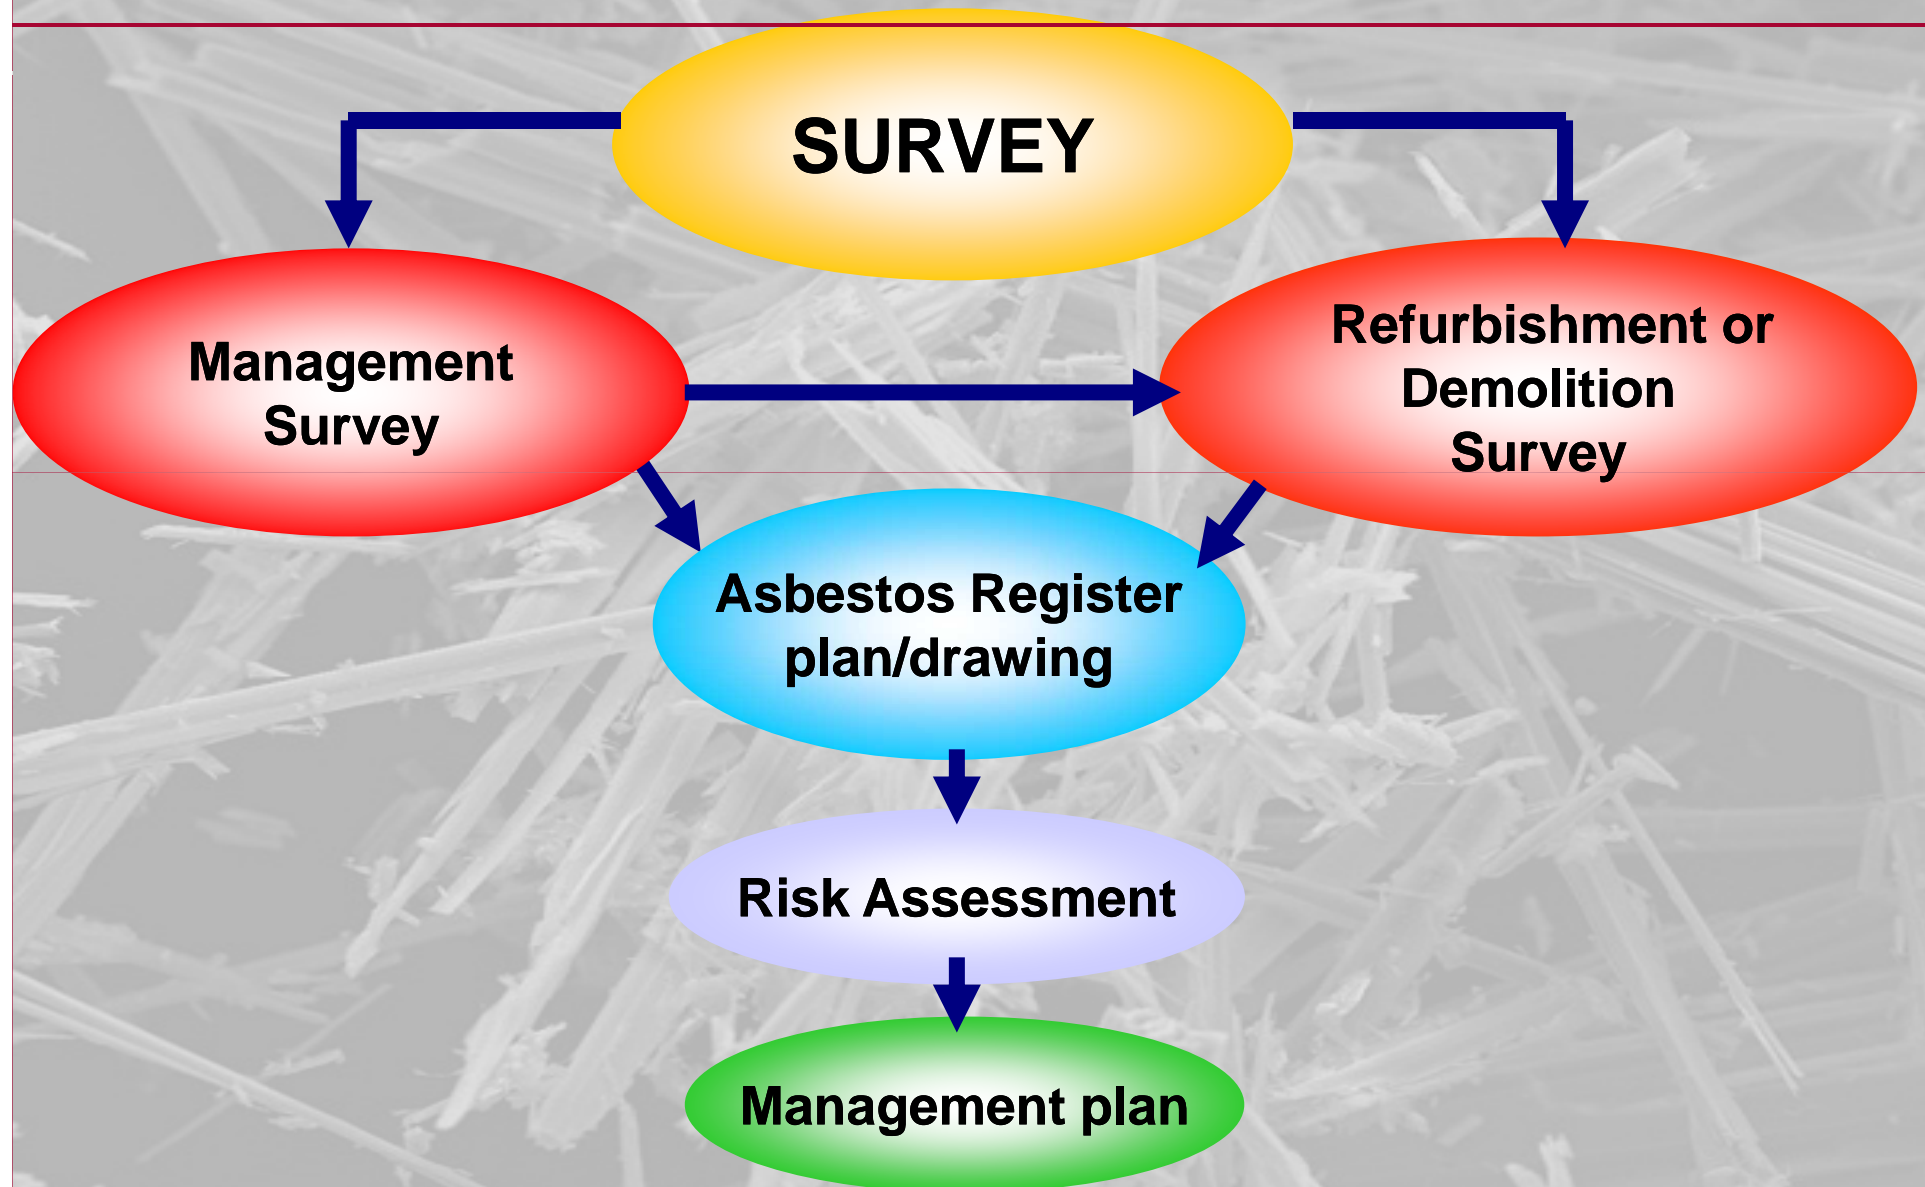 SURVEY
Management
Survey
Refurbishment or
Demolition
Survey
Asbestos Register
plan/drawing
Risk Assessment
Management plan